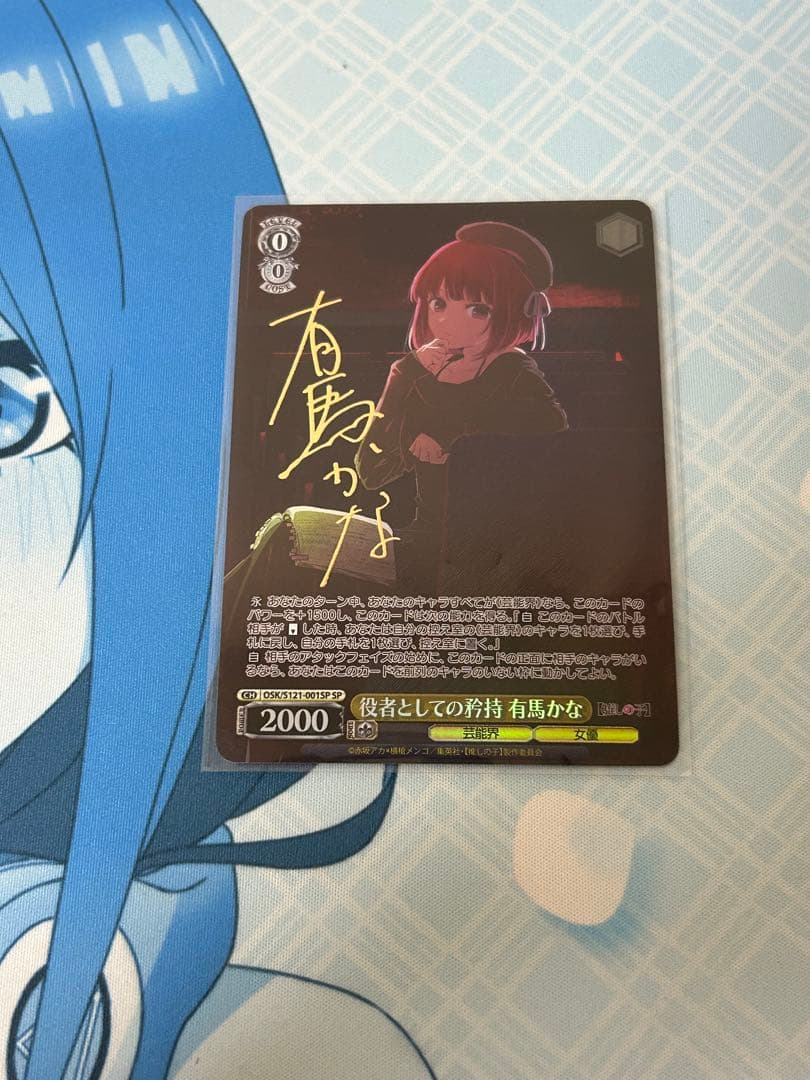 LEVEL
0
0
COST
有馬かな
永 あなたのターン中、あなたのキャラすべてが《芸能界》なら、このカードの
パワーを+1500し、このカードは次の能力を得る。「自 このカードのバトル
相手が した時、あなたは自分の控え室の《芸能界》のキャラを1枚選び、手
札に戻し、自分の手札を1枚選び、控え室に置く。」
自 相手のアタックフェイズの始めに、このカードの正面に相手のキャラがい
るなら、あなたはこのカードを前列のキャラのいない枠に動かしてよい。
CH OSK/S121-001SP SP
POWER 2000
役者としての矜持 有馬かな
【推しの子】
芸能界 女優
©赤坂アカ×横槍メンゴ/集英社・【推しの子】製作委員会